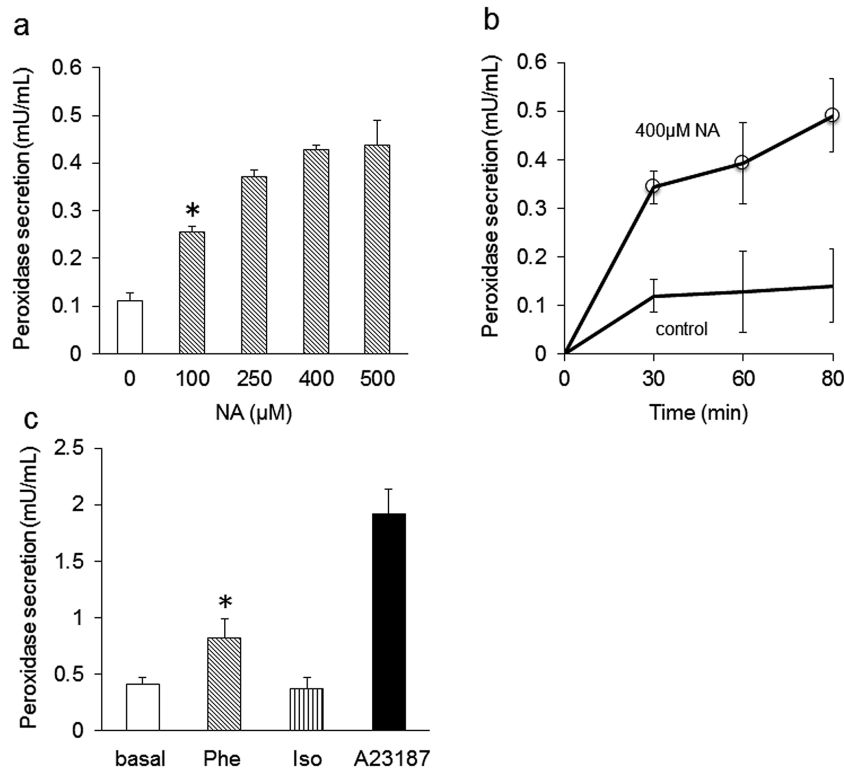 a
Peroxidase secretion (mU/mL)
0.6
0.5
0.4
0.3
0.2
0.1
0
*
0 100 250 400 500
NA (µM)
b
Peroxidase secretion (mU/mL)
0.6
0.5
0.4
0.3
0.2
0.1
0
400µM NA
control
0 30 60 80
Time (min)
c
Peroxidase secretion (mU/mL)
2.5
2
1.5
1
0.5
0
*
basal Phe Iso A23187